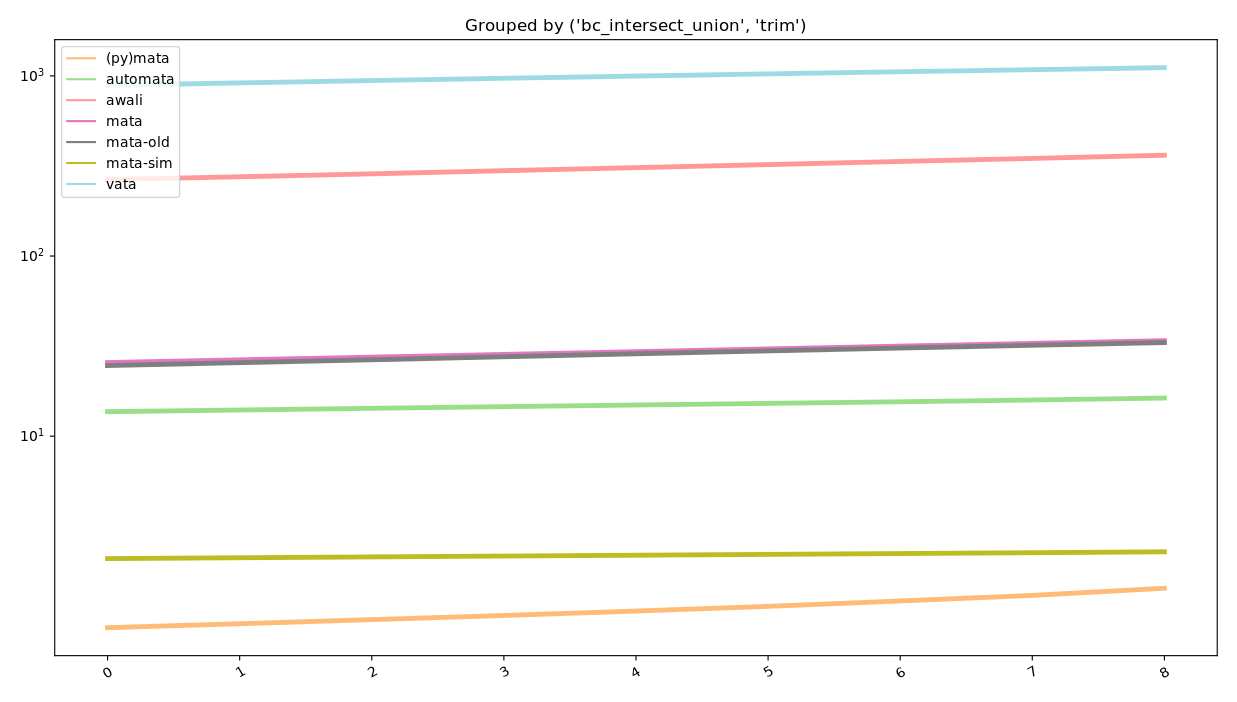 Grouped by ('bc_intersect_union', 'trim')
10³
10²
10¹
(py)mata
automata
awali
mata
mata-old
mata-sim
vata
0 1 2 3 4 5 6 7 8